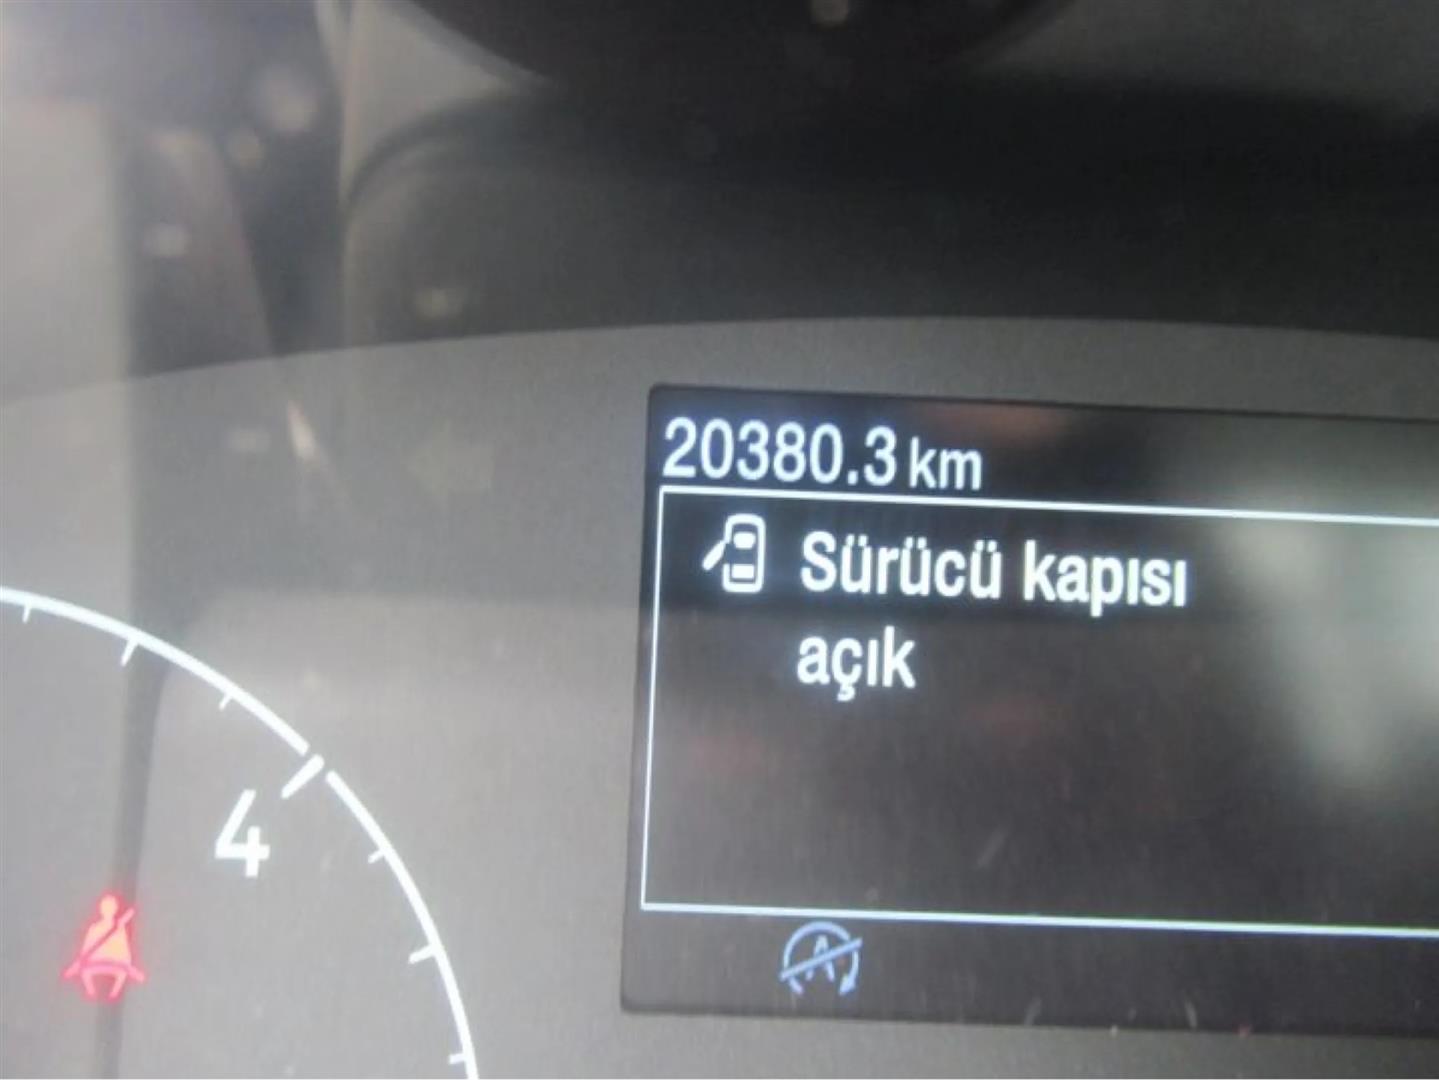 20380.3 km
Sürücü kapısı
açık
4
A